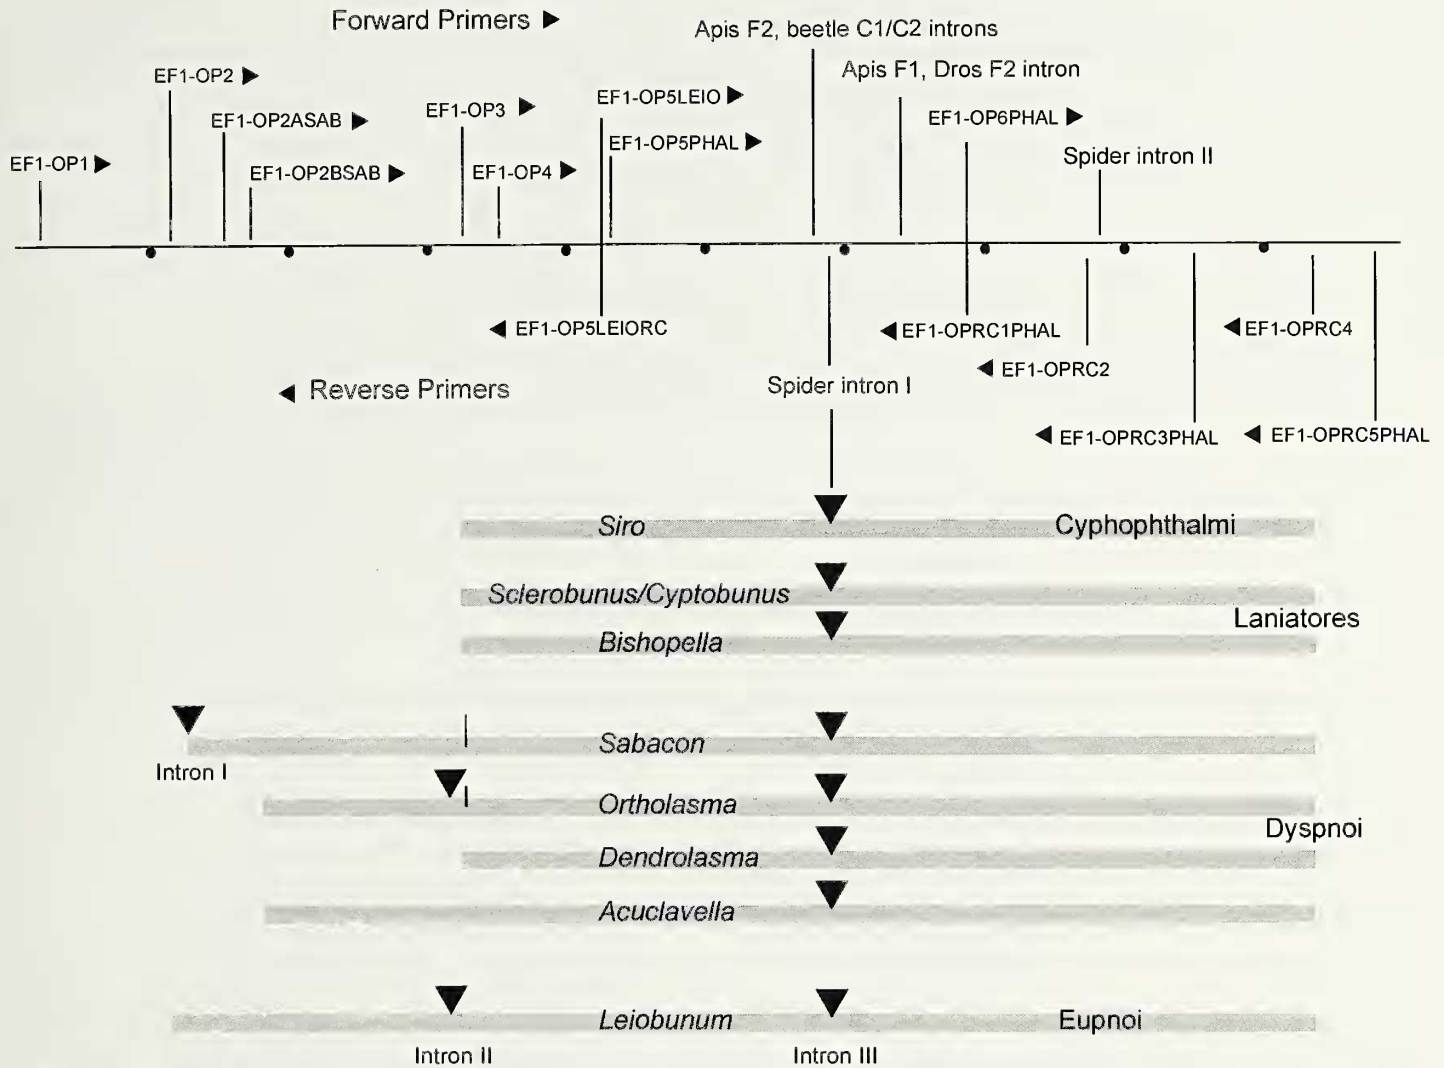 Forward Primers ►
Apis F2, beetle C1/C2 introns
Apis F1, Dros F2 intron
EF1-OP2 ►
EF1-OP2ASAB ►
EF1-OP1 ►
EF1-OP2BSAB ►
EF1-OP3 ►
EF1-OP4 ►
EF1-OP5LEIO ►
EF1-OP5PHAL ►
EF1-OP6PHAL ►
Spider intron II
◄ EF1-OP5LEIORC
◄ EF1-OPRC1PHAL
◄ EF1-OPRC4
◄ EF1-OPRC2
◄ Reverse Primers
Spider intron I
◄ EF1-OPRC3PHAL
◄ EF1-OPRC5PHAL
Siro
Cyphophthalmi
Sclerobunus/Cyptobunus
Laniatores
Bishopella
Sabacon
Intron I
Ortholasma
Dyspnoi
Dendrolasma
Acuclavella
Leiobunum
Eupnoi
Intron II
Intron III